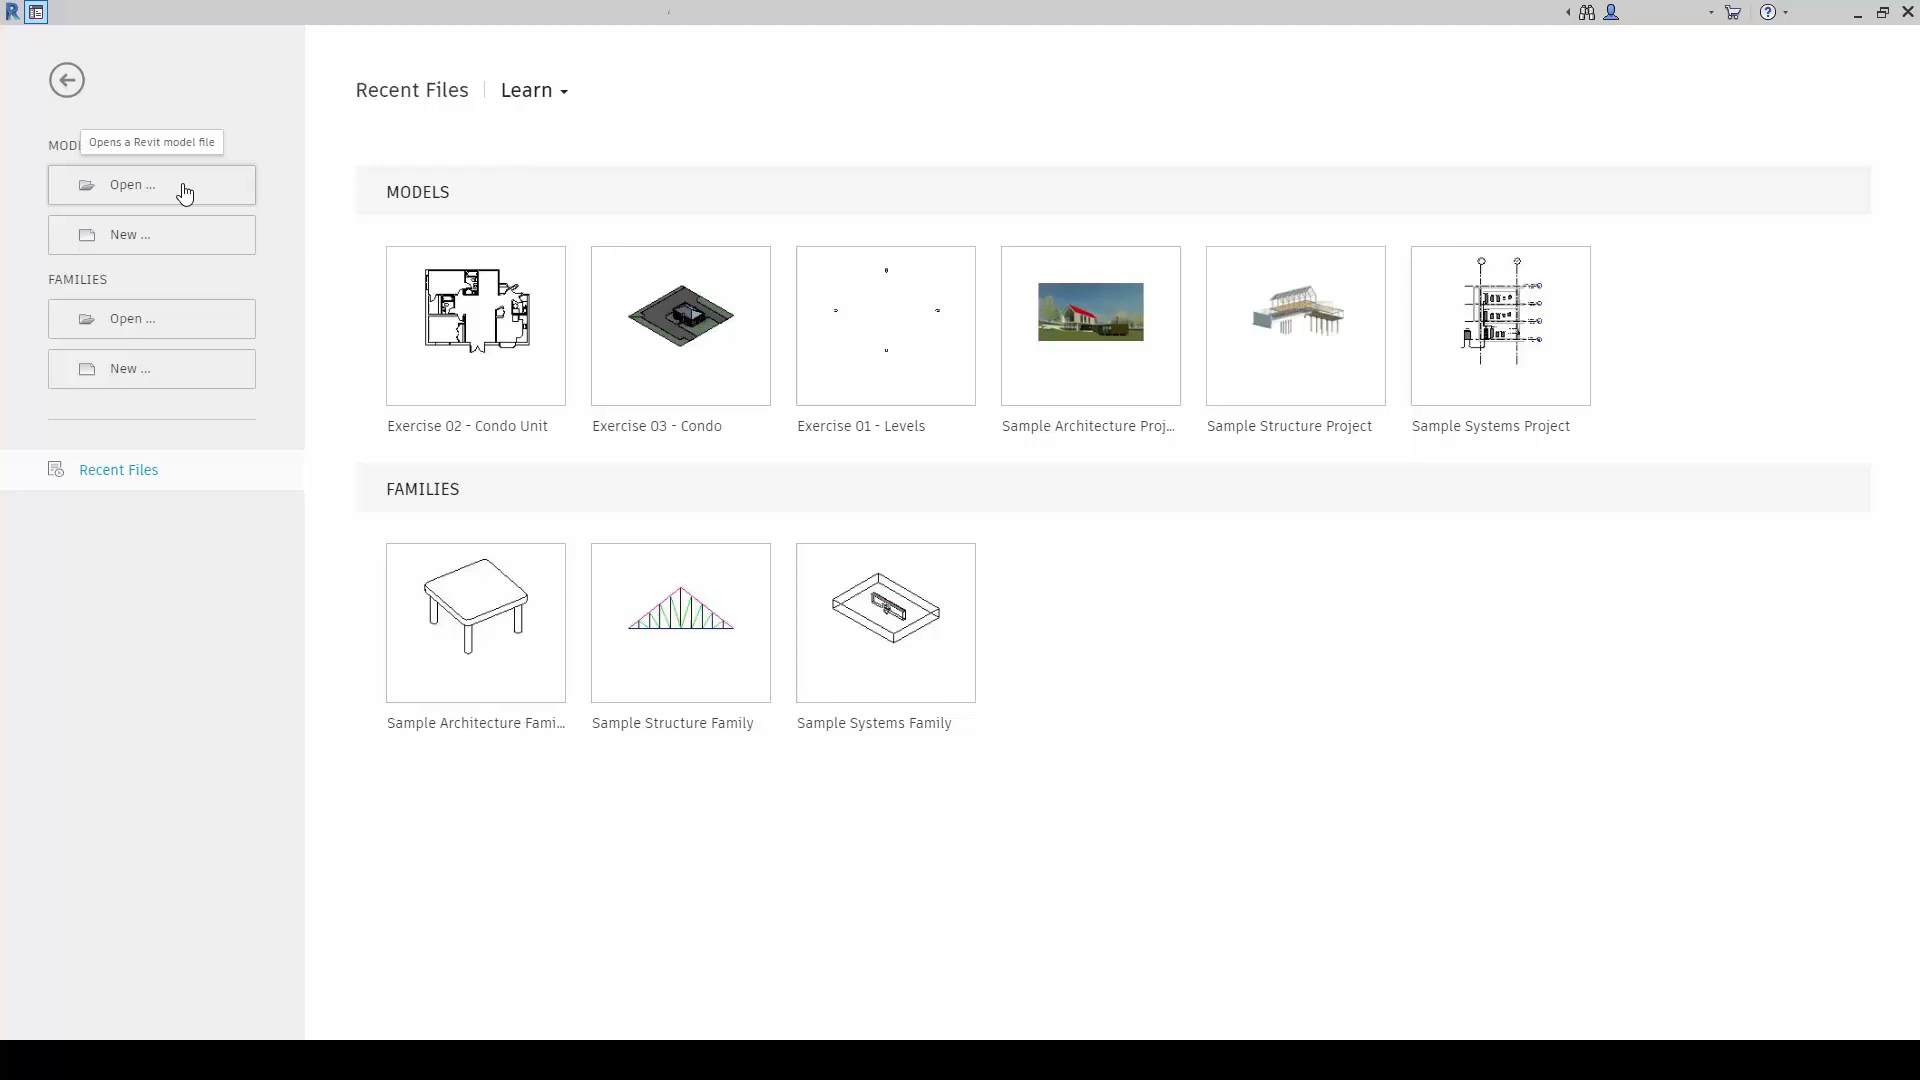 Recent Files
Learn
Opens a Revit model file
MOD
Open ...
New ...
FAMILIES
Open ...
New ...
Recent Files
MODELS
Exercise 02 - Condo Unit
Exercise 03 - Condo
Exercise 01 - Levels
Sample Architecture Proj...
Sample Structure Project
Sample Systems Project
FAMILIES
Sample Architecture Fami...
Sample Structure Family
Sample Systems Family